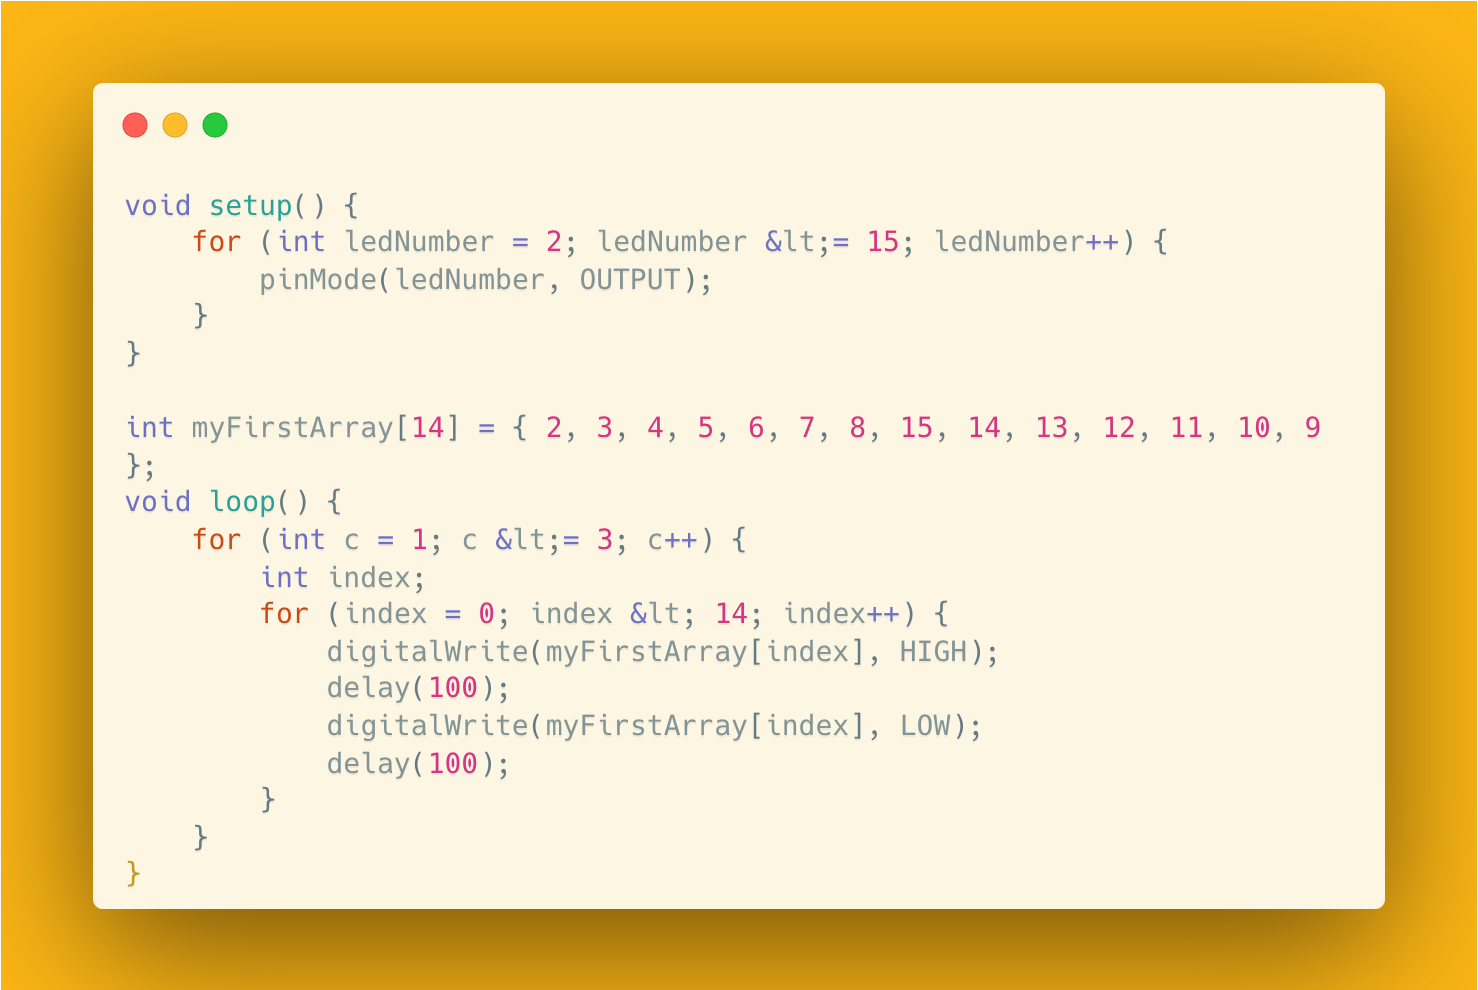 void setup() {
    for (int ledNumber = 2; ledNumber &lt;= 15; ledNumber++) {
        pinMode(ledNumber, OUTPUT);
    }
}

int myFirstArray[14] = { 2, 3, 4, 5, 6, 7, 8, 15, 14, 13, 12, 11, 10, 9
};
void loop() {
    for (int c = 1; c &lt;= 3; c++) {
        int index;
        for (index = 0; index &lt; 14; index++) {
            digitalWrite(myFirstArray[index], HIGH);
            delay(100);
            digitalWrite(myFirstArray[index], LOW);
            delay(100);
        }
    }
}